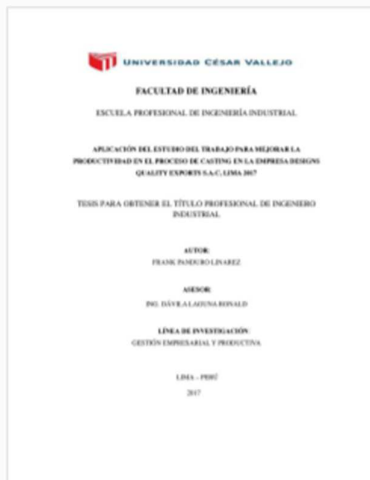 UNIVERSIDAD CÉSAR VALLEJO
FACULTAD DE INGENIERÍA
ESCUELA PROFESIONAL DE INGENIERÍA INDUSTRIAL
APLICACIÓN DEL ESTUDIO DEL TRABAJO PARA MEJORAR LA
PRODUCTIVIDAD EN EL PROCESO DE CASTING EN LA EMPRESA DESIGNS
QUALITY EXPORTS S.A.C, LIMA 2017
TESIS PARA OBTENER EL TÍTULO PROFESIONAL DE INGENIERO
INDUSTRIAL
AUTOR:
FRANK PANDURO LINAREZ
ASESOR:
ING. DÁVILA LAGUNA RONALD
LÍNEA DE INVESTIGACIÓN
GESTIÓN EMPRESARIAL Y PRODUCTIVA
LIMA – PERÚ
2017